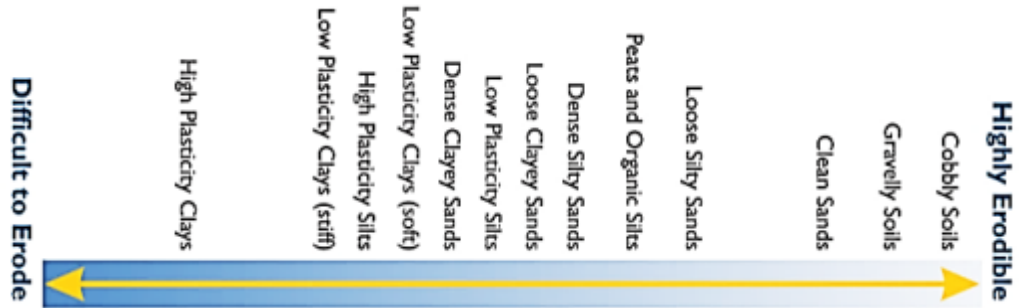 Difficult to Erode
High Plasticity Clays
Low Plasticity Clays (stiff)
High Plasticity Silts
Low Plasticity Clays (soft)
Dense Clayey Sands
Low Plasticity Silts
Loose Clayey Sands
Dense Silty Sands
Peats and Organic Silts
Loose Silty Sands
Clean Sands
Gravelly Soils
Cobbly Soils
Highly Erodible